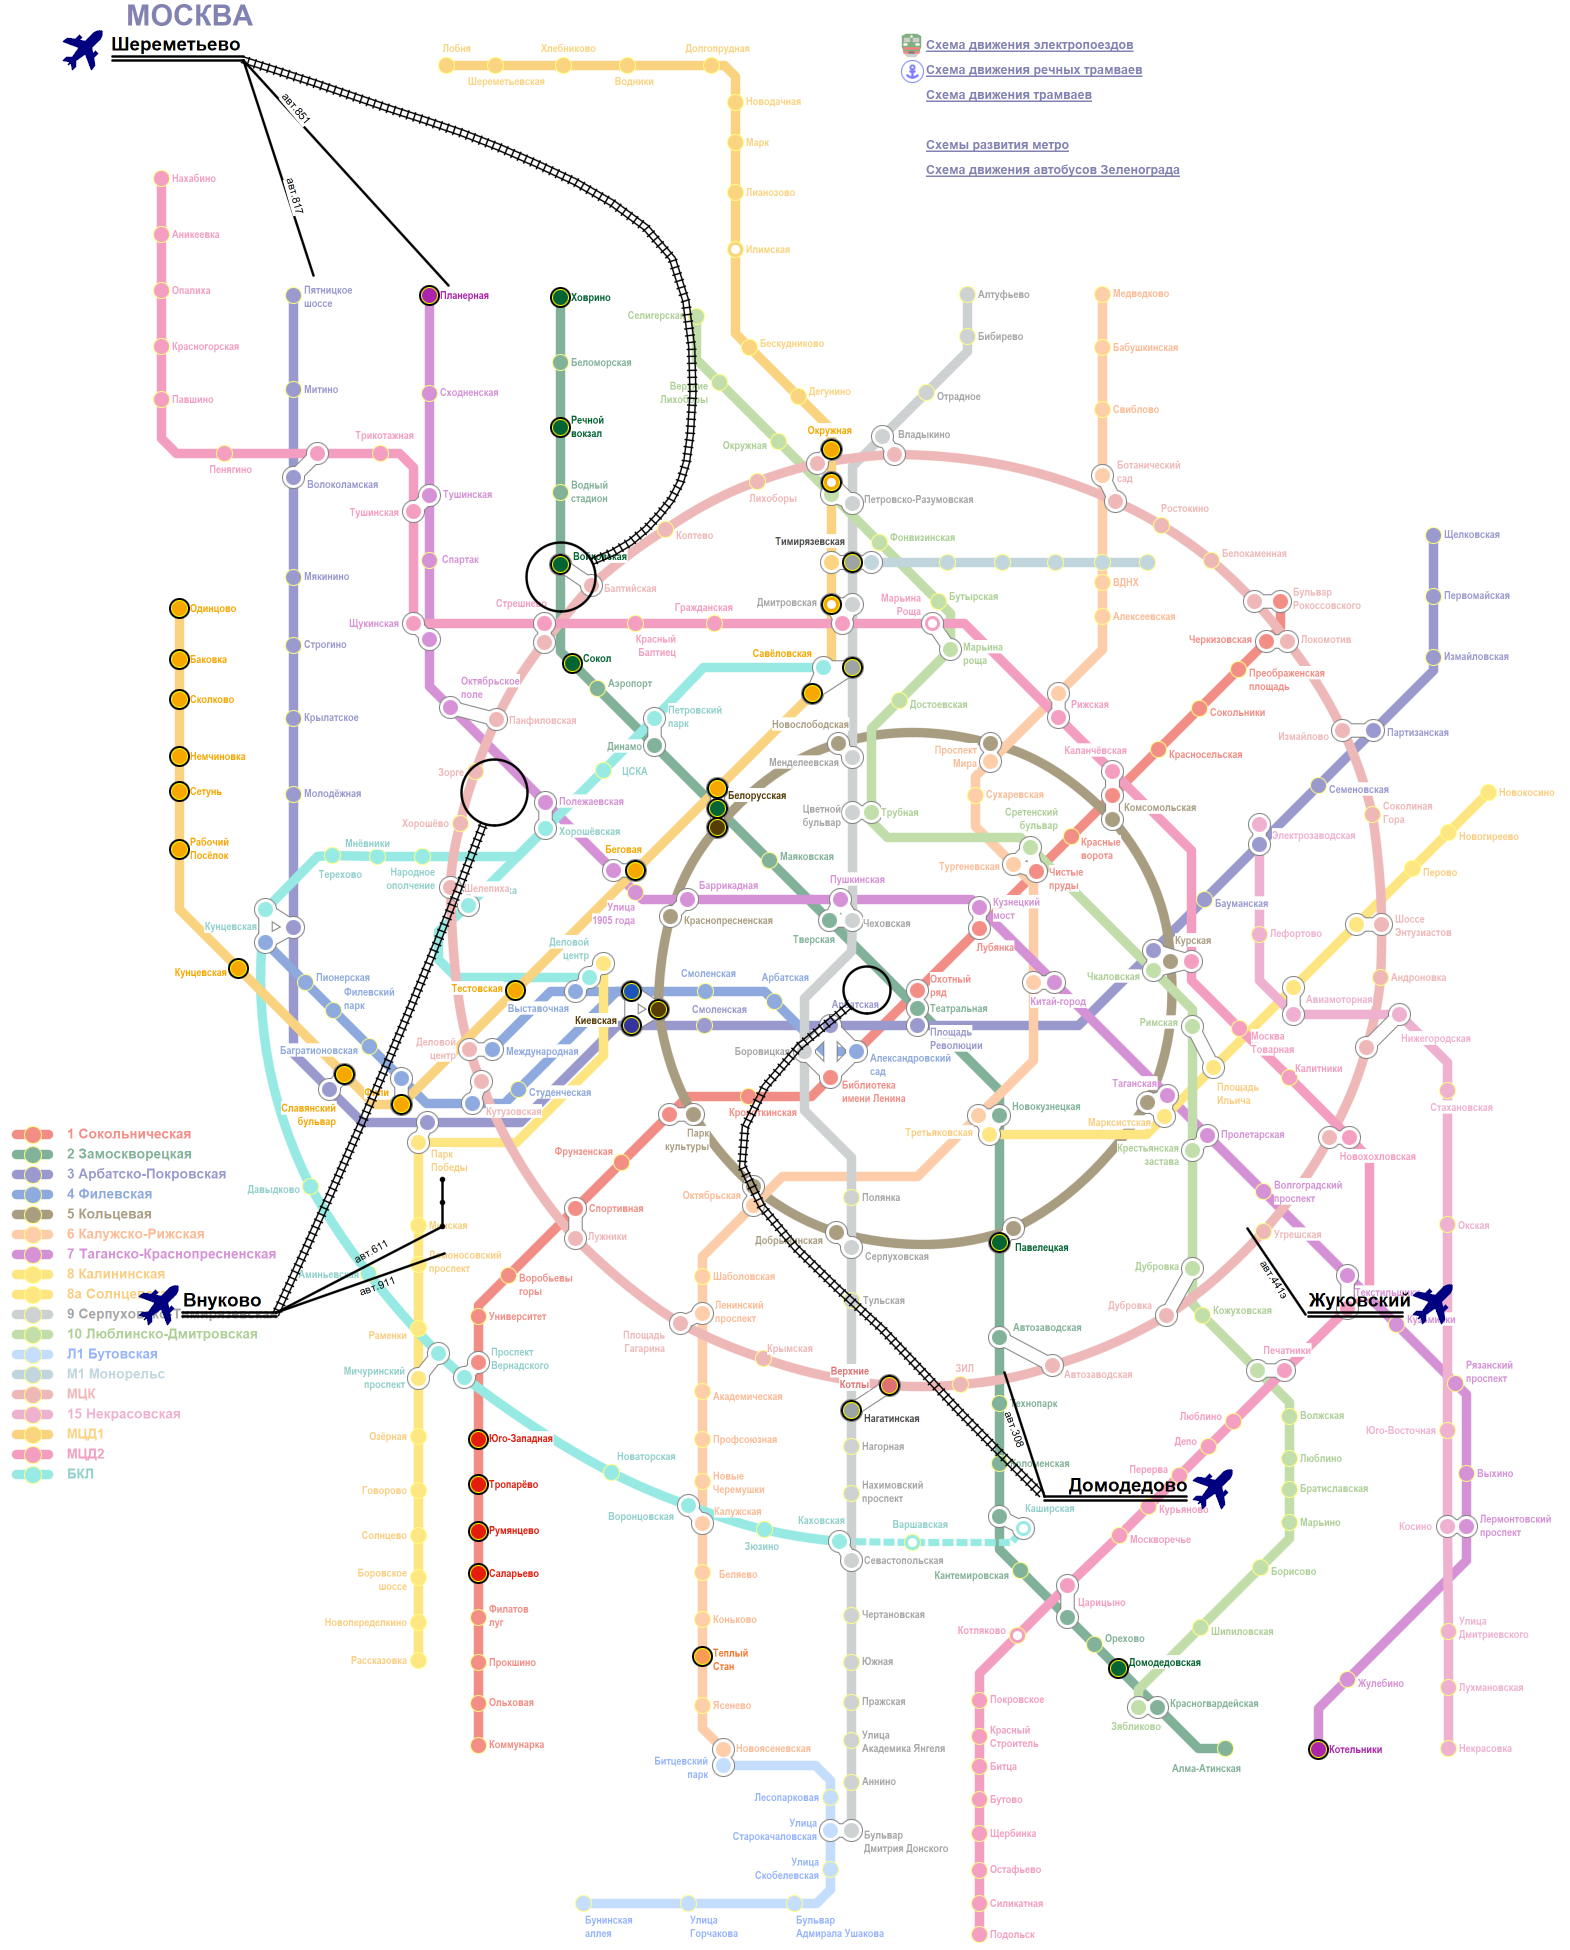 МОСКВА
Шереметьево
Схема движения электропоездов
Схема движения речных трамваев
Схема движения трамваев
Схемы развития метро
Схема движения автобусов Зеленограда
авт.851
авт.817
Лобня
Шереметьевская
Хлебниково
Водники
Долгопрудная
Новодачная
Марк
Лианозово
Илимская
Бескудниково
Дегунино
Окружная
Нахабино
Аникеевка
Опалиха
Красногорская
Павшино
Пенягино
Трикотажная
Волоколамская
Пятницкое
шоссе
Митино
Мякинино
Строгино
Крылатское
Молодёжная
Планерная
Сходненская
Тушинская
Тушинская
Спартак
Щукинская
Октябрьское
поле
Панфиловская
Зорге
Полежаевская
Хорошёвская
Хорошёво
Ховрино
Беломорская
Речной
вокзал
Водный
стадион
Войковская
Балтийская
Стрешнево
Сокол
Аэропорт
Петровский
парк
Динамо
ЦСКА
Селигерская
Верхние
Лихоборы
Окружная
Лихоборы
Коптево
Красный
Балтиец
Гражданская
Алтуфьево
Бибирево
Отрадное
Владыкино
Петровско-Разумовская
Тимирязевская
Фонвизинская
Дмитровская
Бутырская
Марьина
Роща
Марьина
роща
Савёловская
Достоевская
Новослободская
Менделеевская
Медведково
Бабушкинская
Свиблово
Ботанический
сад
Ростокино
Белокаменная
ВДНХ
Алексеевская
Рижская
Проспект
Мира
Сухаревская
Каланчёвская
Комсомольская
Красносельская
Сокольники
Преображенская
площадь
Черкизовская
Бульвар
Рокоссовского
Локомотив
Щелковская
Первомайская
Измайловская
Партизанская
Измайлово
Семеновская
Электрозаводская
Бауманская
Лефортово
Соколиная
Гора
Новокосино
Новогиреево
Перово
Шоссе
Энтузиастов
Андроновка
Авиамоторная
Нижегородская
Одинцово
Баковка
Сколково
Немчиновка
Сетунь
Рабочий
Посёлок
Кунцевская
Кунцевская
Мнёвники
Терехово
Народное
ополчение
Шелепиха
Беговая
Улица
1905 года
Белорусская
Баррикадная
Краснопресненская
Маяковская
Пушкинская
Чеховская
Тверская
Цветной
бульвар
Трубная
Сретенский
бульвар
Тургеневская
Чистые
пруды
Красные
ворота
Кузнецкий
мост
Лубянка
Курская
Чкаловская
Китай-город
Пионерская
Филевский
парк
Багратионовская
Фили
Славянский
бульвар
Деловой
центр
Деловой
центр
Тестовская
Выставочная
Международная
Студенческая
Кутузовская
Киевская
Смоленская
Смоленская
Арбатская
Арбатская
Охотный
ряд
Театральная
Площадь
Революции
Александровский
сад
Боровицкая
Библиотека
имени Ленина
Кропоткинская
Парк
культуры
Фрунзенская
Спортивная
Лужники
Воробьевы
горы
Университет
Проспект
Вернадского
Юго-Западная
Тропарёво
Румянцево
Саларьево
Филатов
луг
Прокшино
Ольховая
Коммунарка
Парк
Победы
Минская
Ломоносовский
проспект
Раменки
Мичуринский
проспект
Озёрная
Говорово
Солнцево
Боровское
шоссе
Новопеределкино
Рассказовка
Давыдково
Аминьевская
авт.611
авт.911
Внуково
1 Сокольническая
2 Замоскворецкая
3 Арбатско-Покровская
4 Филевская
5 Кольцевая
6 Калужско-Рижская
7 Таганско-Краснопресненская
8 Калининская
8а Солнцевская
9 Серпуховско-Тимирязевская
10 Люблинско-Дмитровская
Л1 Бутовская
М1 Монорельс
МЦК
15 Некрасовская
МЦД1
МЦД2
БКЛ
Октябрьская
Добрынинская
Полянка
Серпуховская
Третьяковская
Новокузнецкая
Павелецкая
Марксистская
Таганская
Римская
Площадь
Ильича
Москва
Товарная
Калитники
Крестьянская
застава
Пролетарская
Новохохловская
Волгоградский
проспект
Угрешская
Дубровка
Дубровка
Кожуховская
Текстильщики
Кузьминки
авт.441э
Жуковский
Стахановская
Окская
Рязанский
проспект
Юго-Восточная
Выхино
Косино
Лермонтовский
проспект
Улица
Дмитриевского
Лухмановская
Некрасовка
Жулебино
Котельники
Печатники
Люблино
Депо
Перерва
Курьяново
Москворечье
Волжская
Люблино
Братиславская
Марьино
Борисово
Шипиловская
Зябликово
Шаболовская
Ленинский
проспект
Площадь
Гагарина
Крымская
Академическая
Профсоюзная
Новые
Черемушки
Калужская
Новаторская
Воронцовская
Зюзино
Каховская
Варшавская
Каширская
Беляево
Коньково
Теплый
Стан
Ясенево
Новоясеневская
Битцевский
парк
Лесопарковая
Улица
Старокачаловская
Улица
Скобелевская
Бунинская
аллея
Улица
Горчакова
Бульвар
Адмирала Ушакова
Тульская
Верхние
Котлы
Нагатинская
ЗИЛ
Нагорная
Нахимовский
проспект
Севастопольская
Чертановская
Южная
Пражская
Улица
Академика Янгеля
Аннино
Бульвар
Дмитрия Донского
Автозаводская
Автозаводская
Технопарк
авт.308
Коломенская
Домодедово
Кантемировская
Царицыно
Орехово
Домодедовская
Красногвардейская
Алма-Атинская
Котляково
Покровское
Красный
Строитель
Битца
Бутово
Щербинка
Остафьево
Силикатная
Подольск